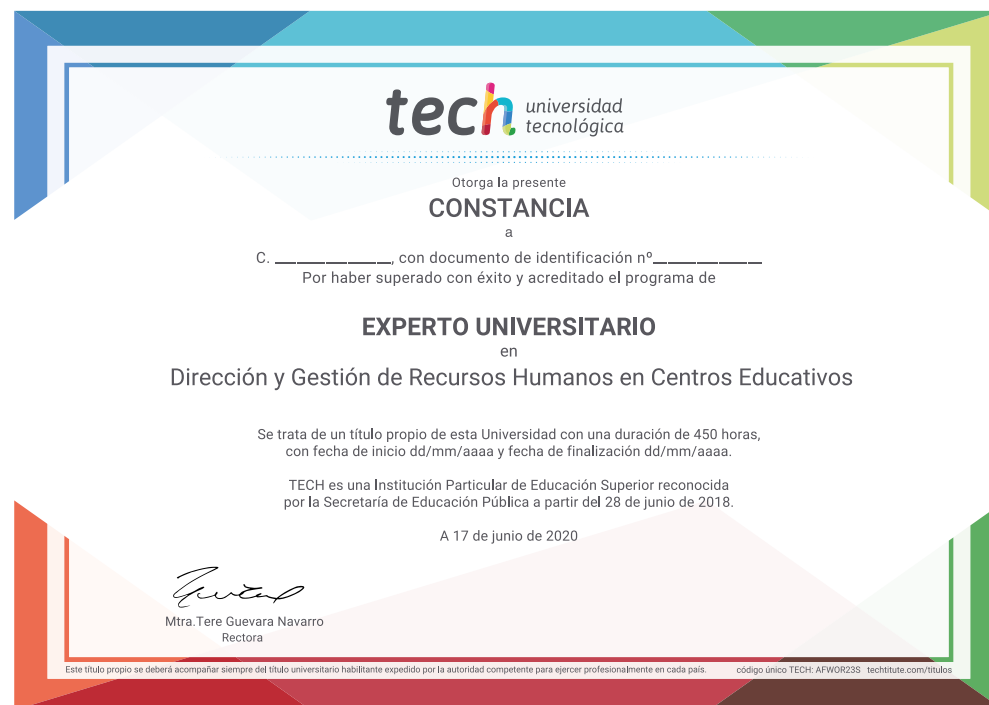 tech universidad
tecnológica
Otorga la presente
CONSTANCIA
a
C. ________________, con documento de identificación nº_______________
Por haber superado con éxito y acreditado el programa de
EXPERTO UNIVERSITARIO
en
Dirección y Gestión de Recursos Humanos en Centros Educativos
Se trata de un título propio de esta Universidad con una duración de 450 horas,
con fecha de inicio dd/mm/aaaa y fecha de finalización dd/mm/aaaa.
TECH es una Institución Particular de Educación Superior reconocida
por la Secretaría de Educación Pública a partir del 28 de junio de 2018.
A 17 de junio de 2020
Mtra.Tere Guevara Navarro
Rectora
Este título propio se deberá acompañar siempre del título universitario habilitante expedido por la autoridad competente para ejercer profesionalmente en cada país. código único TECH: AFWOR23S techtitute.com/titulos